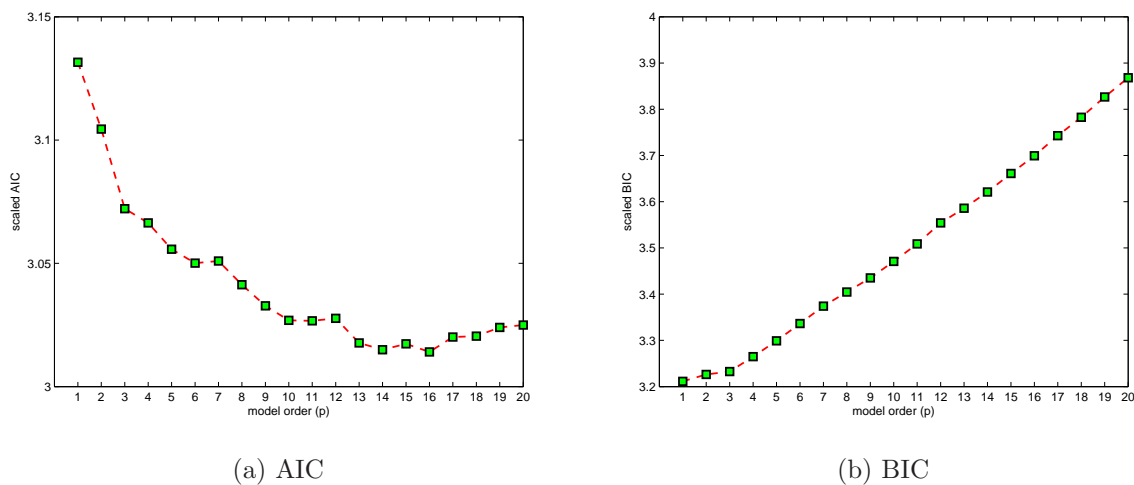 3.15
3.1
3.05
3
scaled AIC
1 2 3 4 5 6 7 8 9 10 11 12 13 14 15 16 17 18 19 20
model order (p)
(a) AIC
4
3.9
3.8
3.7
3.6
3.5
3.4
3.3
3.2
scaled BIC
1 2 3 4 5 6 7 8 9 10 11 12 13 14 15 16 17 18 19 20
model order (p)
(b) BIC